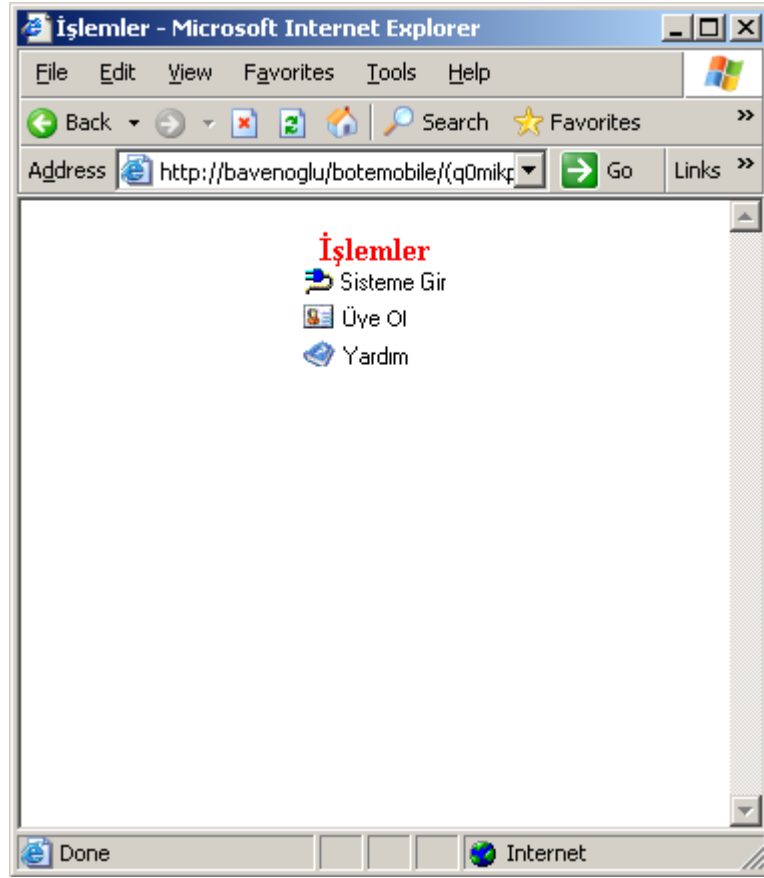 İşlemler - Microsoft Internet Explorer
File Edit View Favorites Tools Help
Back Search Favorites »
Address http://bavenoglu/botemobile/(q0mikp Go Links »
İşlemler
Sisteme Gir
Üye Ol
Yardım
Done Internet